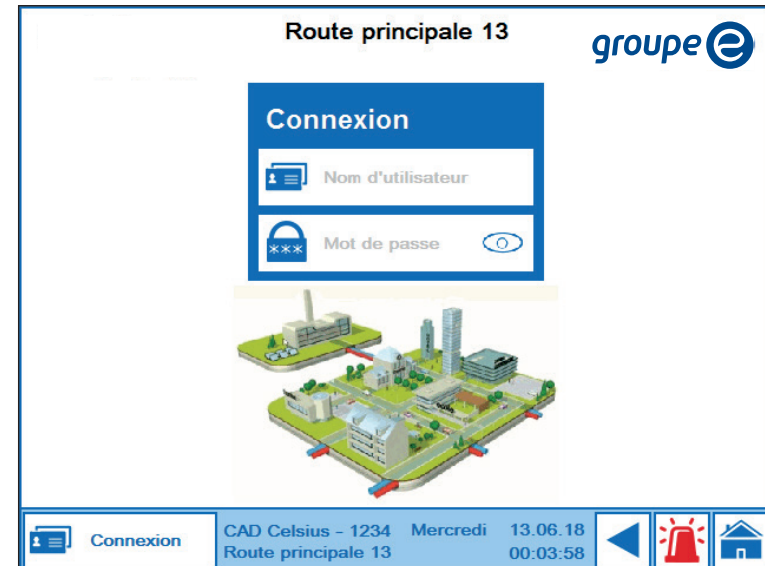 Route principale 13
groupe e
Connexion
Nom d'utilisateur
***
Mot de passe
Connexion
CAD Celsius - 1234 Mercredi 13.06.18
Route principale 13 00:03:58